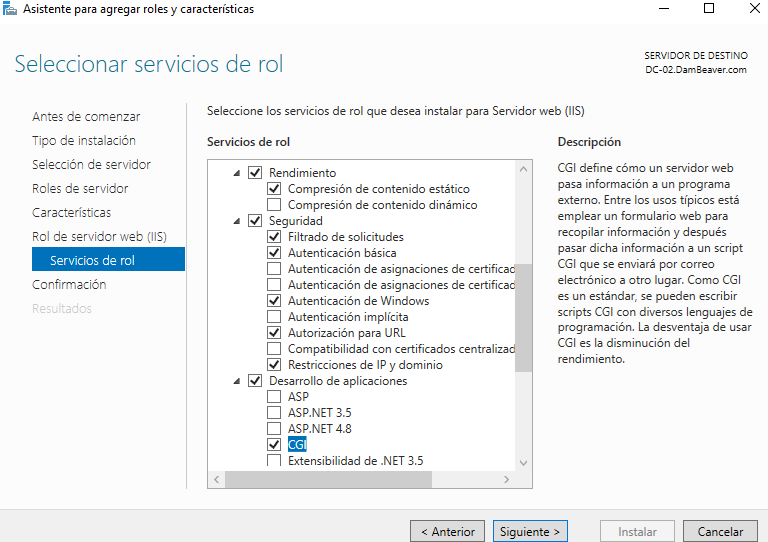 Asistente para agregar roles y características
Seleccionar servicios de rol
SERVIDOR DE DESTINO
DC-02.DamBeaver.com
Antes de comenzar
Tipo de instalación
Selección de servidor
Roles de servidor
Características
Rol de servidor web (IIS)
Servicios de rol
Confirmación
Resultados
Seleccione los servicios de rol que desea instalar para Servidor web (IIS)
Servicios de rol
Rendimiento
Compresión de contenido estático
Compresión de contenido dinámico
Seguridad
Filtrado de solicitudes
Autenticación básica
Autenticación de asignaciones de certificad
Autenticación de asignaciones de certificad
Autenticación de Windows
Autenticación implícita
Autorización para URL
Compatibilidad con certificados centralizad
Restricciones de IP y dominio
Desarrollo de aplicaciones
ASP
ASP.NET 3.5
ASP.NET 4.8
CGI
Extensibilidad de .NET 3.5
Descripción
CGI define cómo un servidor web
pasa información a un programa
externo. Entre los usos típicos está
emplear un formulario web para
recopilar información y después
pasar dicha información a un script
CGI que se enviará por correo
electrónico a otro lugar. Como CGI
es un estándar, se pueden escribir
scripts CGI con diversos lenguajes de
programación. La desventaja de usar
CGI es la disminución del
rendimiento.
< Anterior
Siguiente >
Instalar
Cancelar